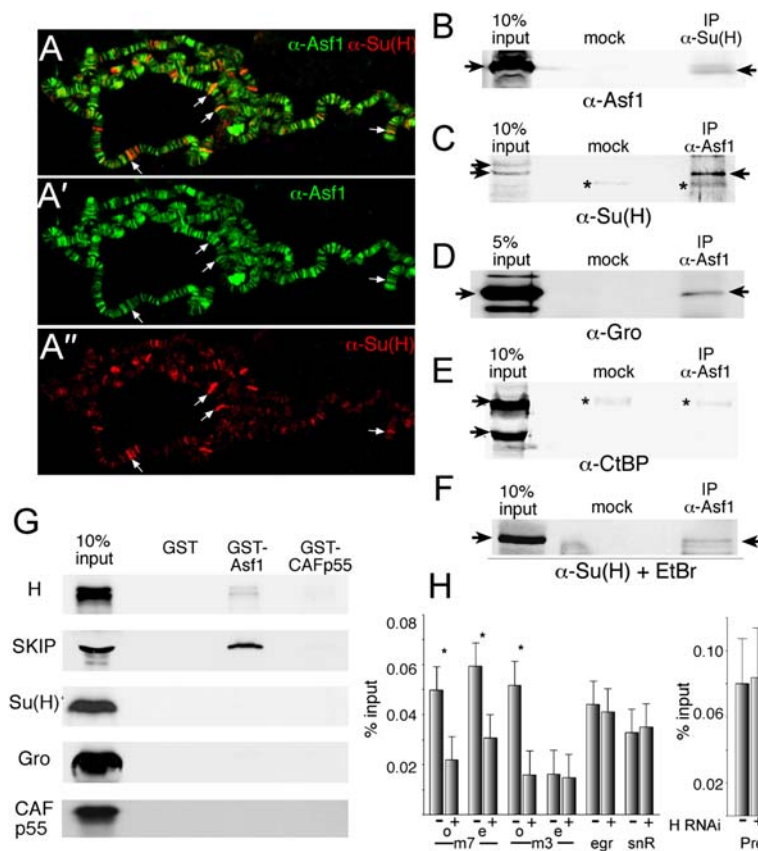 A
α-Asf1 α-Su(H)
A′
α-Asf1
A″
α-Su(H)
B
10%
input
mock
IP
α-Su(H)
α-Asf1
C
10%
input
mock
IP
α-Asf1
*
*
α-Su(H)
D
5%
input
mock
IP
α-Asf1
α-Gro
E
10%
input
mock
IP
α-Asf1
*
*
α-CtBP
F
10%
input
mock
IP
α-Asf1
α-Su(H) + EtBr
G
10%
input
GST
GST-
Asf1
GST-
CAFp55
H
SKIP
Su(H)
Gro
CAF
p55
H
% input
0.08
0.06
0.04
0.02
*
*
*
- + - + - + - + - + - +
o e o e
m7 m3 egr snR
% input
0.10
0.06
0.02
- +
H RNAi